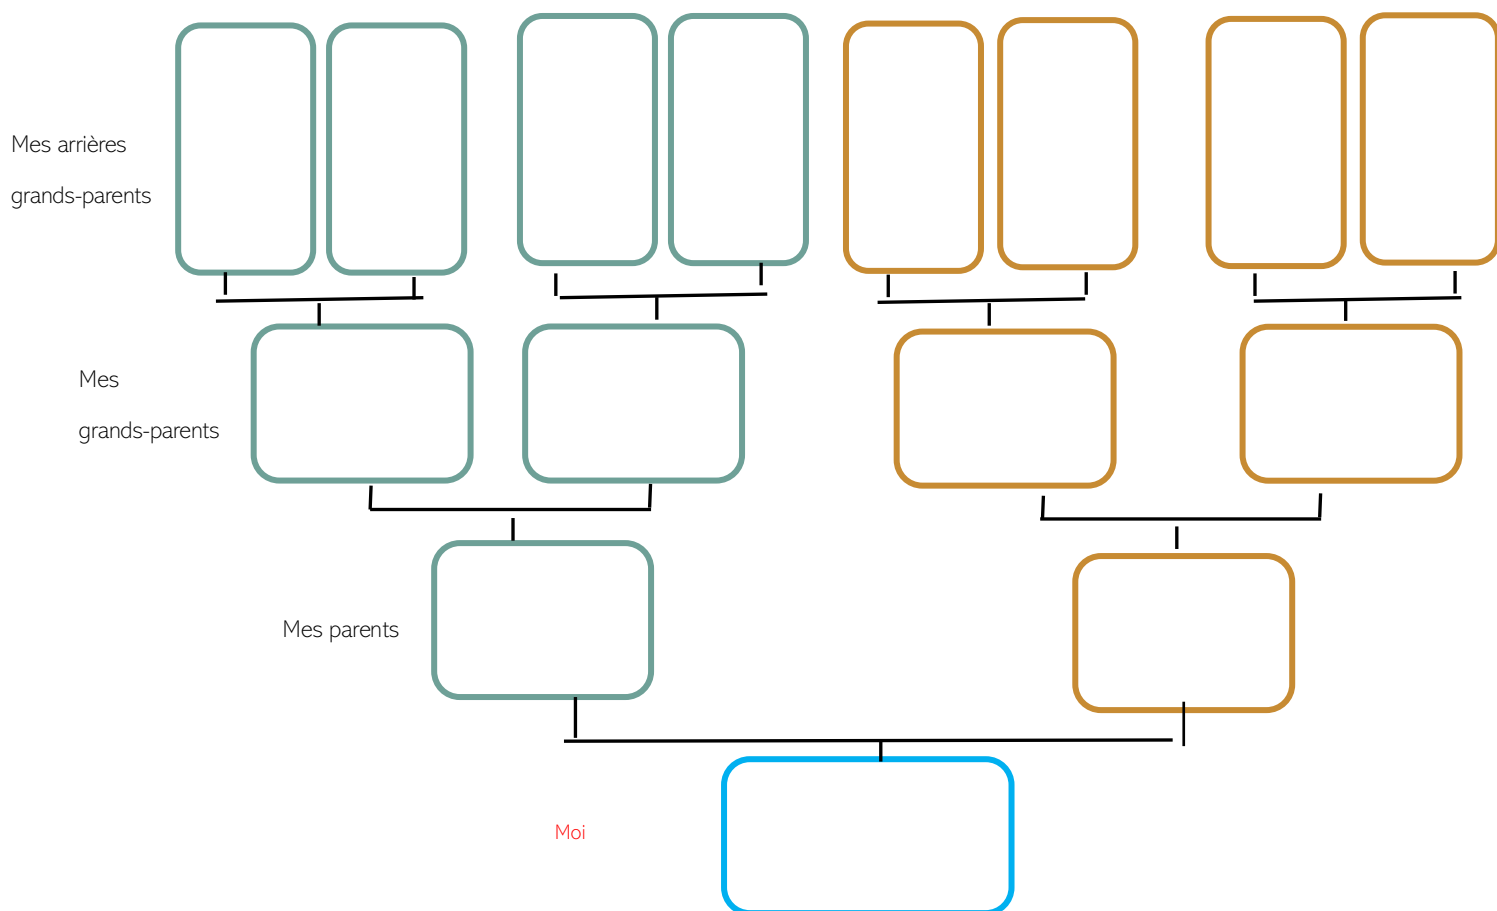 Mes arrières
grands-parents
Mes
grands-parents
Mes parents
Moi